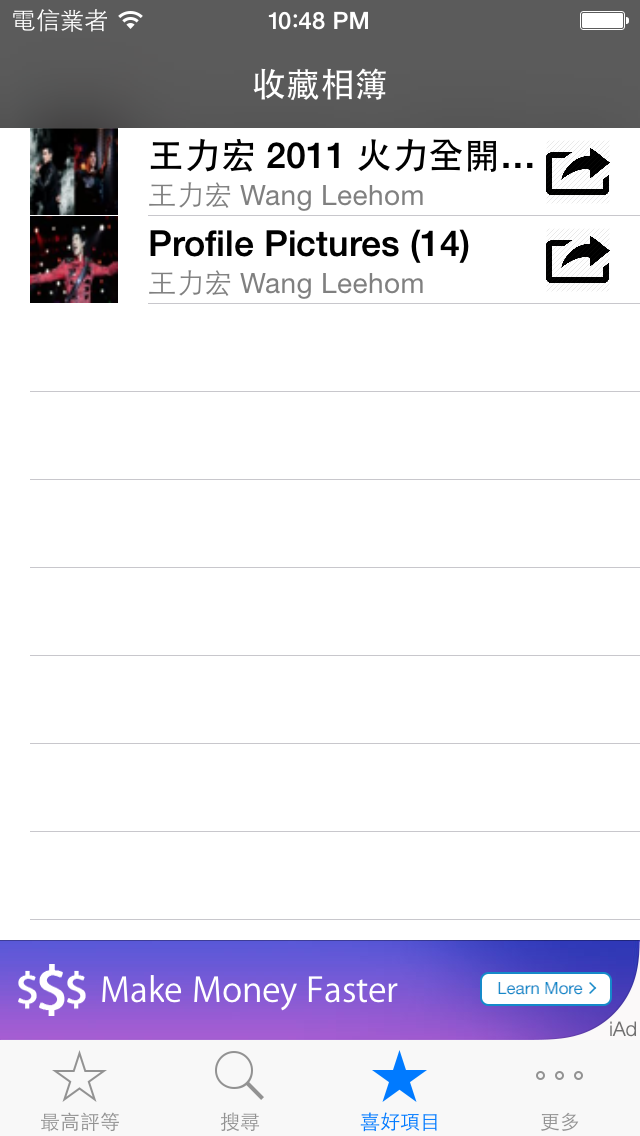 電信業者 10:48 PM
收藏相簿
王力宏 2011 火力全開...
王力宏 Wang Leehom
Profile Pictures (14)
王力宏 Wang Leehom
$$$ Make Money Faster Learn More >
iAd
最高評等 搜尋 喜好項目 更多